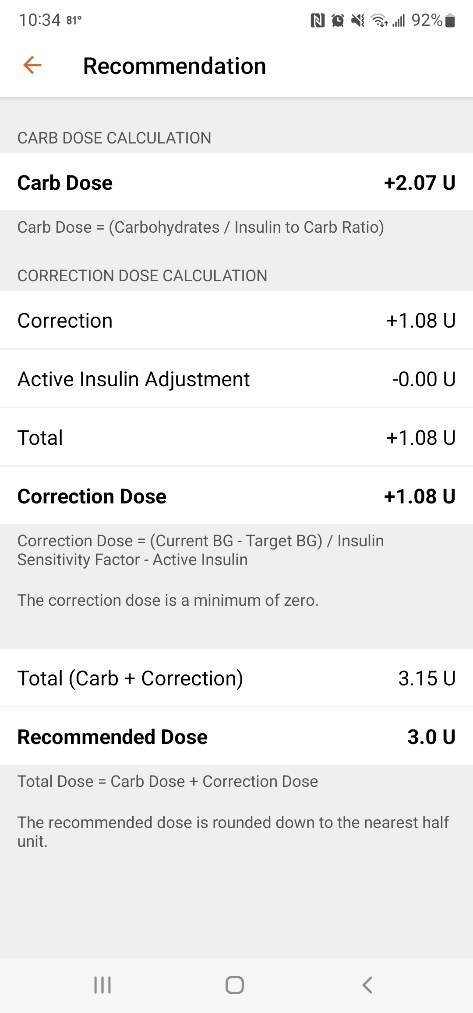 10:34 81° 92%
Recommendation
CARB DOSE CALCULATION
Carb Dose +2.07 U
Carb Dose = (Carbohydrates / Insulin to Carb Ratio)
CORRECTION DOSE CALCULATION
Correction +1.08 U
Active Insulin Adjustment -0.00 U
Total +1.08 U
Correction Dose +1.08 U
Correction Dose = (Current BG - Target BG) / Insulin
Sensitivity Factor - Active Insulin
The correction dose is a minimum of zero.
Total (Carb + Correction) 3.15 U
Recommended Dose 3.0 U
Total Dose = Carb Dose + Correction Dose
The recommended dose is rounded down to the nearest half
unit.